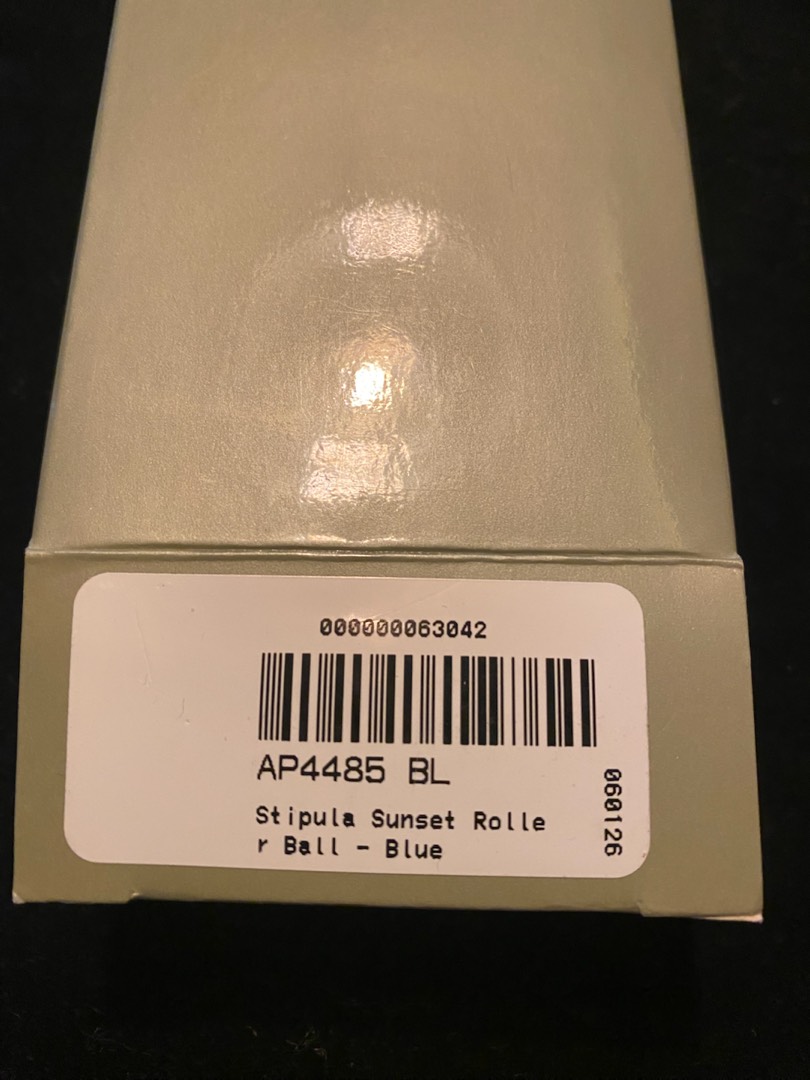 000000063042
AP4485 BL
Stipula Sunset Rolle
r Ball - Blue
060126